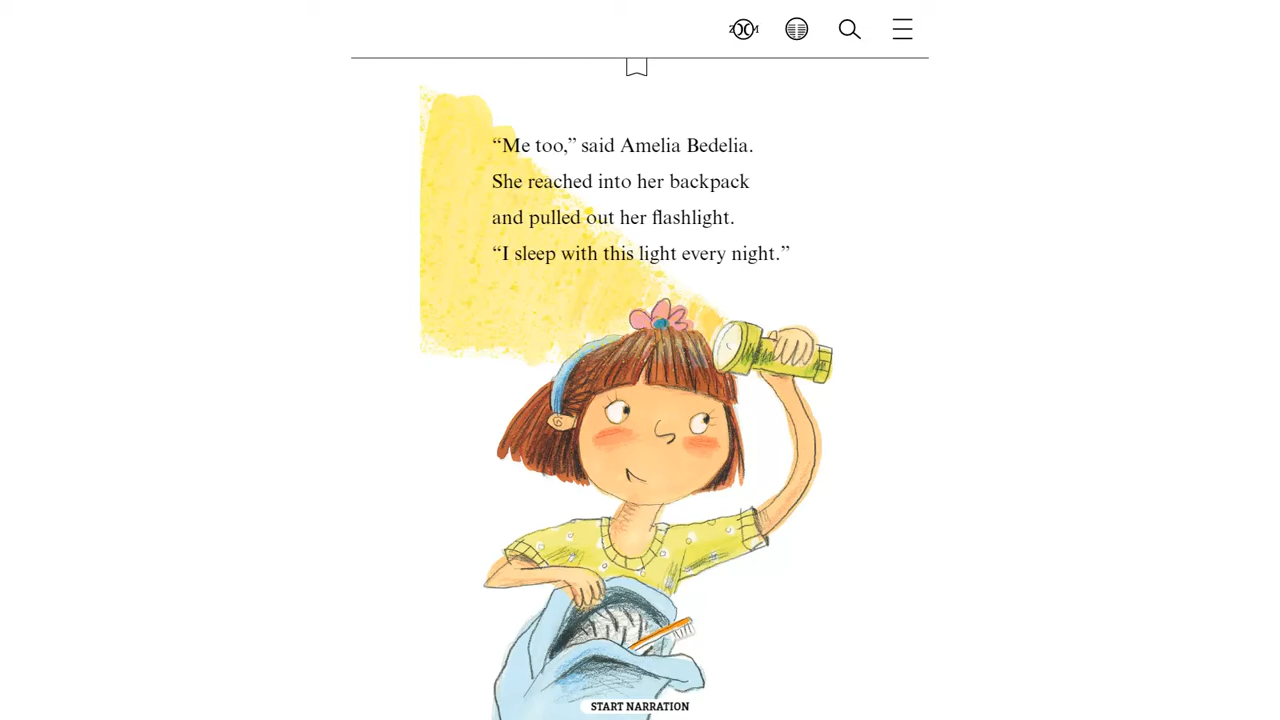 ZOOM
“Me too,” said Amelia Bedelia.
She reached into her backpack
and pulled out her flashlight.
“I sleep with this light every night.”
START NARRATION